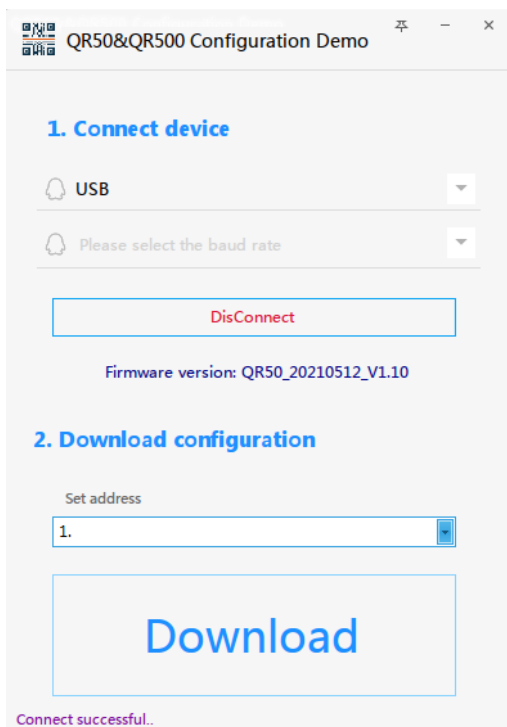 QR50&QR500 Configuration Demo
1. Connect device
USB
Please select the baud rate
DisConnect
Firmware version: QR50_20210512_V1.10
2. Download configuration
Set address
1.
Download
Connect successful..